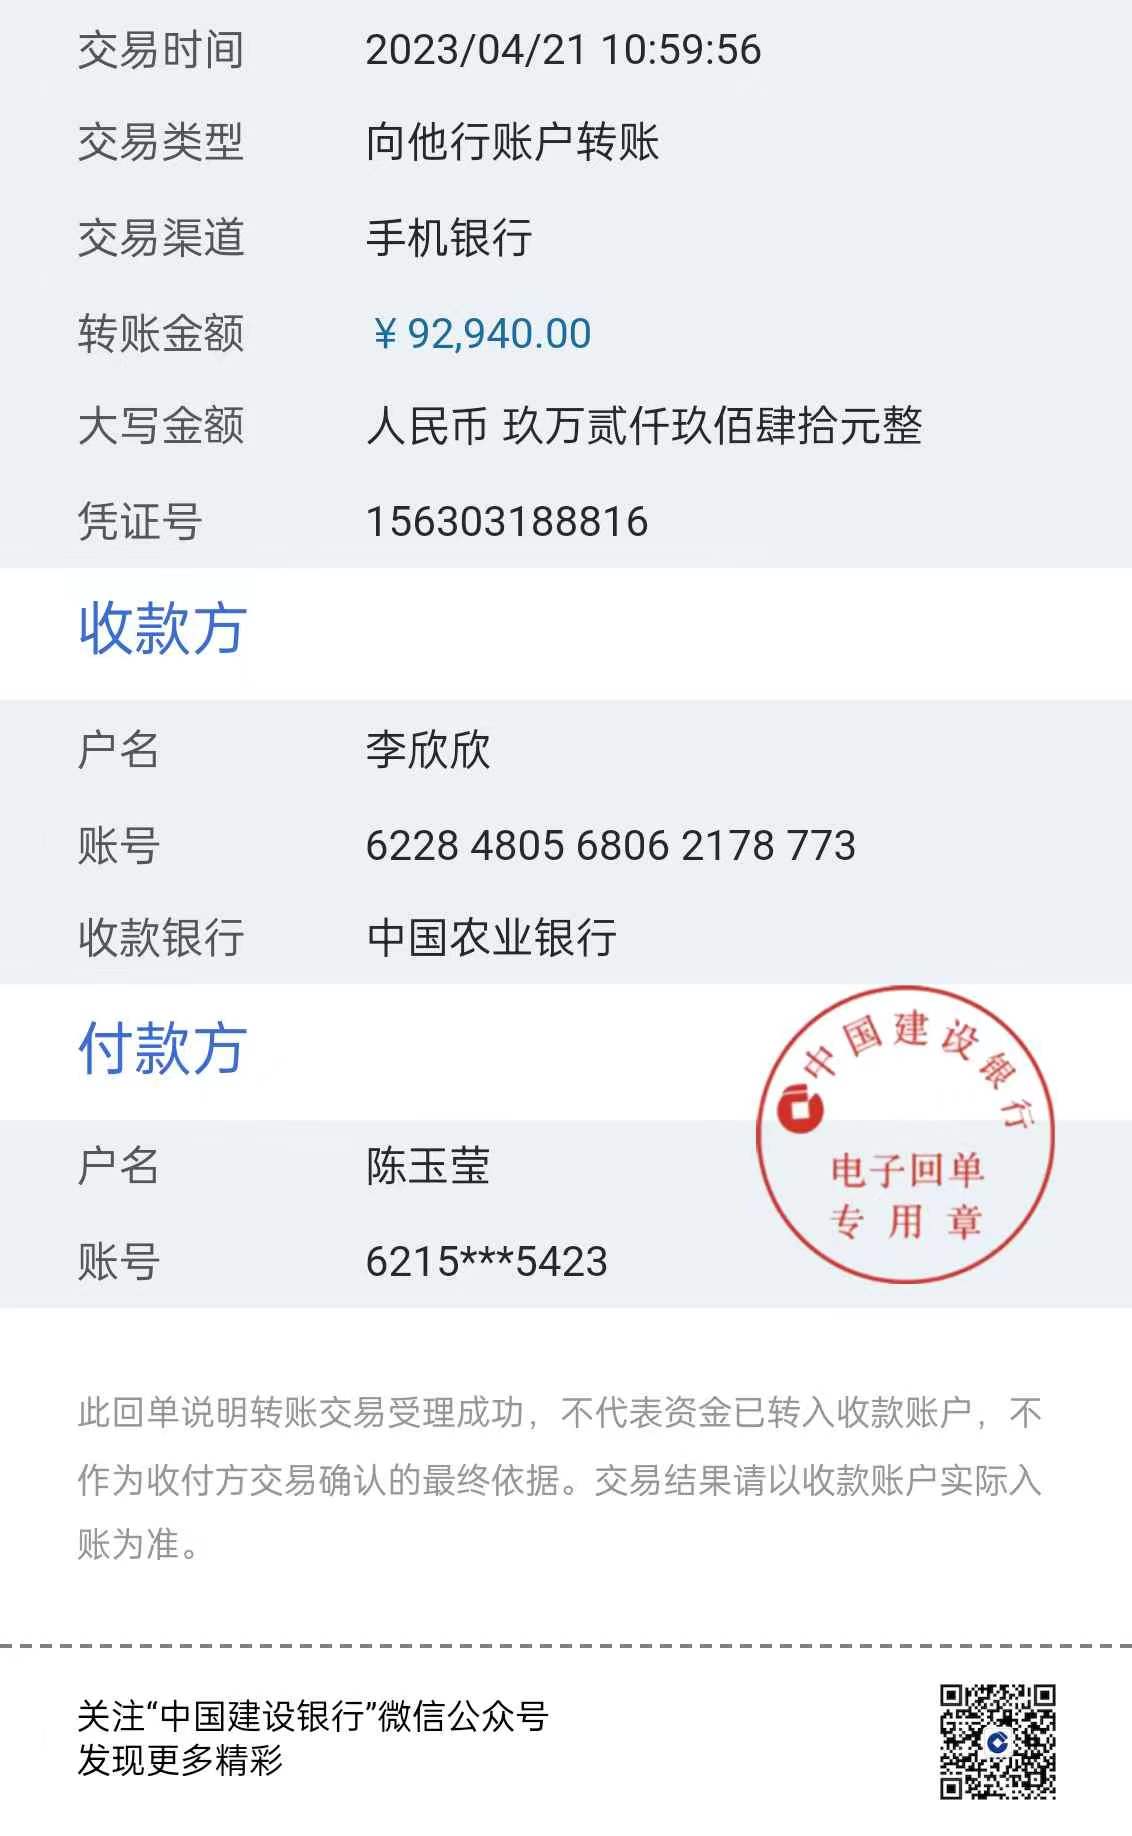 交易时间 2023/04/21 10:59:56
交易类型 向他行账户转账
交易渠道 手机银行
转账金额 ¥ 92,940.00
大写金额 人民币 玖万贰仟玖佰肆拾元整
凭证号 156303188816
收款方
户名 李欣欣
账号 6228 4805 6806 2178 773
收款银行 中国农业银行
付款方
中国建设银行
户名 陈玉莹
电子回单
专用章
账号 6215***5423
此回单说明转账交易受理成功，不代表资金已转入收款账户，不
作为收付方交易确认的最终依据。交易结果请以收款账户实际入
账为准。
关注“中国建设银行”微信公众号
发现更多精彩